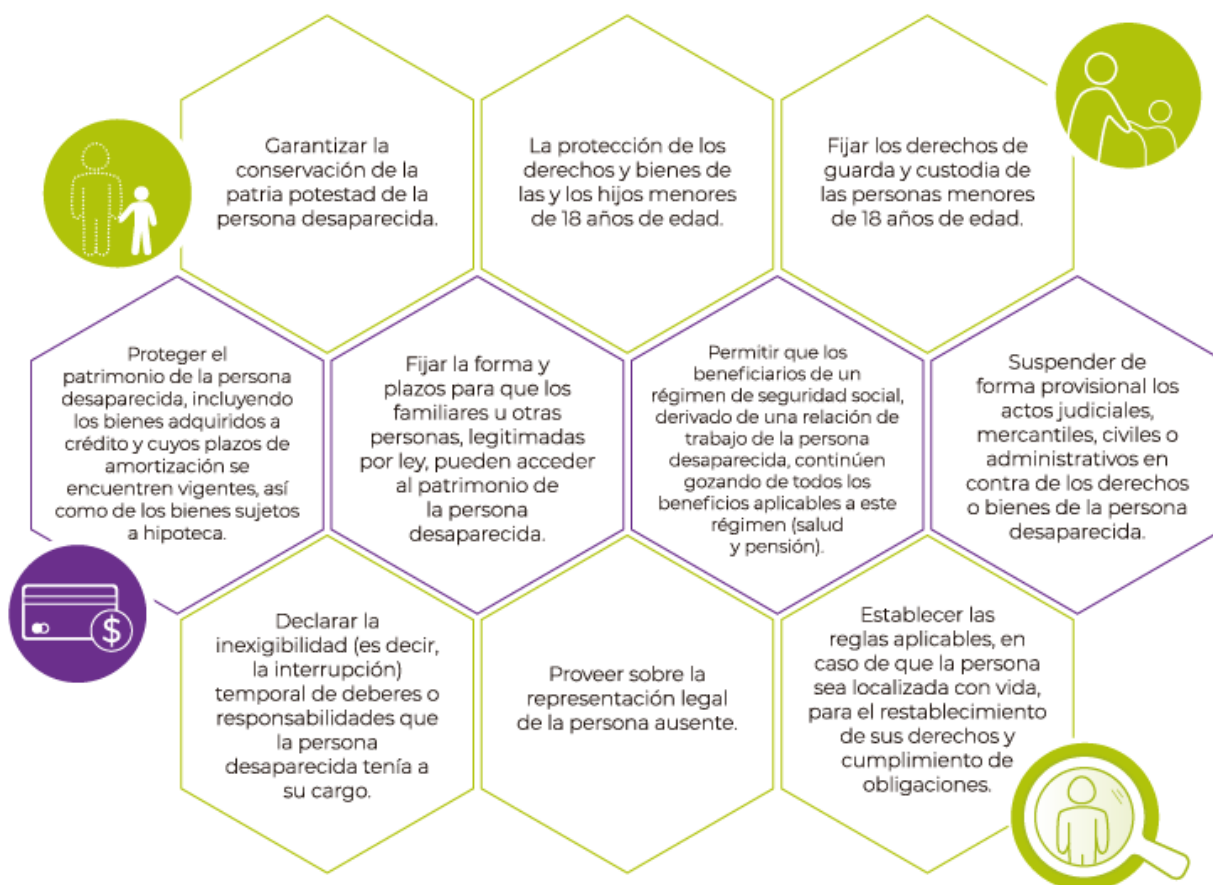 Garantizar la
conservación de la
patria potestad de la
persona desaparecida.
La protección de los
derechos y bienes de
las y los hijos menores
de 18 años de edad.
Fijar los derechos de
guarda y custodia de
las personas menores
de 18 años de edad.
Proteger el
patrimonio de la persona
desaparecida, incluyendo
los bienes adquiridos a
crédito y cuyos plazos de
amortización se
encuentren vigentes, así
como de los bienes sujetos
a hipoteca.
Fijar la forma y
plazos para que los
familiares u otras
personas, legitimadas
por ley, pueden acceder
al patrimonio de
la persona
desaparecida.
Permitir que los
beneficiarios de un
régimen de seguridad social,
derivado de una relación de
trabajo de la persona
desaparecida, continúen
gozando de todos los
beneficios aplicables a este
régimen (salud
y pensión).
Suspender de
forma provisional los
actos judiciales,
mercantiles, civiles o
administrativos en
contra de los derechos
o bienes de la persona
desaparecida.
$
Declarar la
inexigibilidad (es decir,
la interrupción)
temporal de deberes o
responsabilidades que
la persona
desaparecida tenía a
su cargo.
Proveer sobre la
representación legal
de la persona ausente.
Establecer las
reglas aplicables, en
caso de que la persona
sea localizada con vida,
para el restablecimiento
de sus derechos y
cumplimiento de
obligaciones.